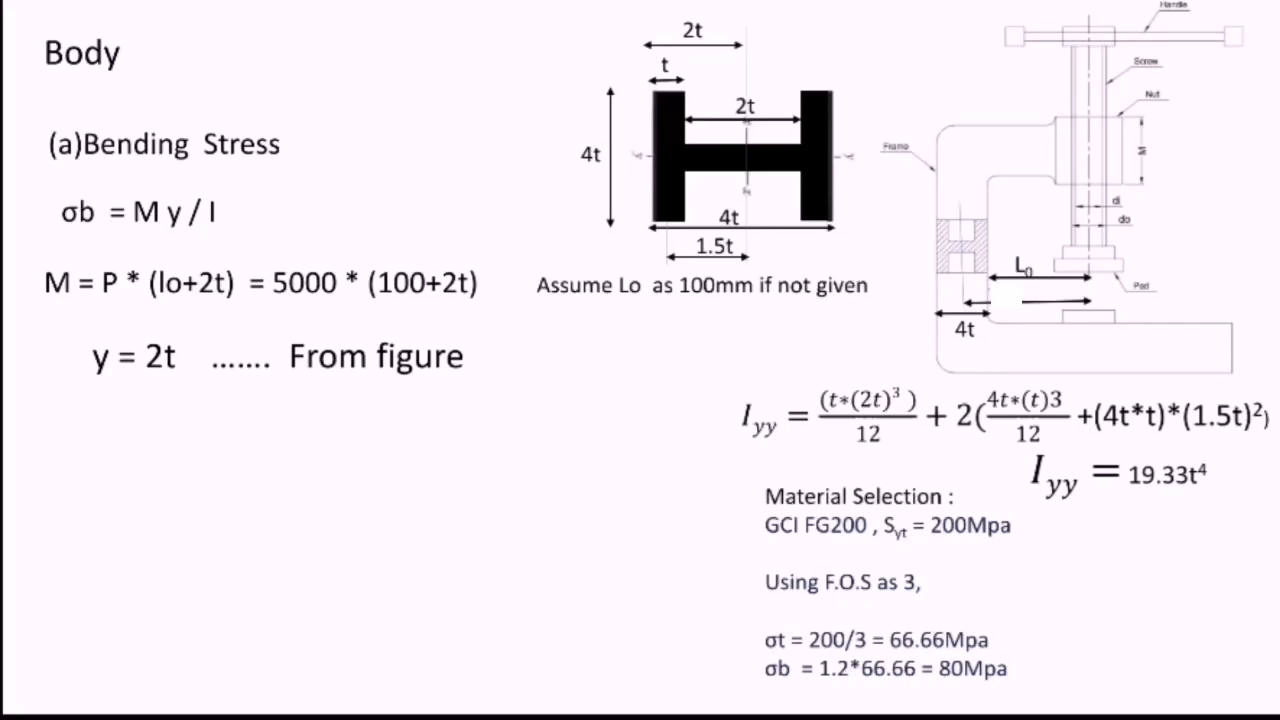 Body
(a)Bending Stress
σb = M y / I
M = P * (lo+2t) = 5000 * (100+2t)
y = 2t ....... From figure
2t
t
2t
4t
4t
1.5t
Assume Lo as 100mm if not given
Handle
Screw
Nut
Frame
M
di
do
L₀
Pad
4t
I_yy = (t*(2t)³ )/12 + 2(4t*(t)3/12 +(4t*t)*(1.5t)²)
I_yy = 19.33t⁴
Material Selection :
GCI FG200 , S_yt = 200Mpa
Using F.O.S as 3,
σt = 200/3 = 66.66Mpa
σb = 1.2*66.66 = 80Mpa